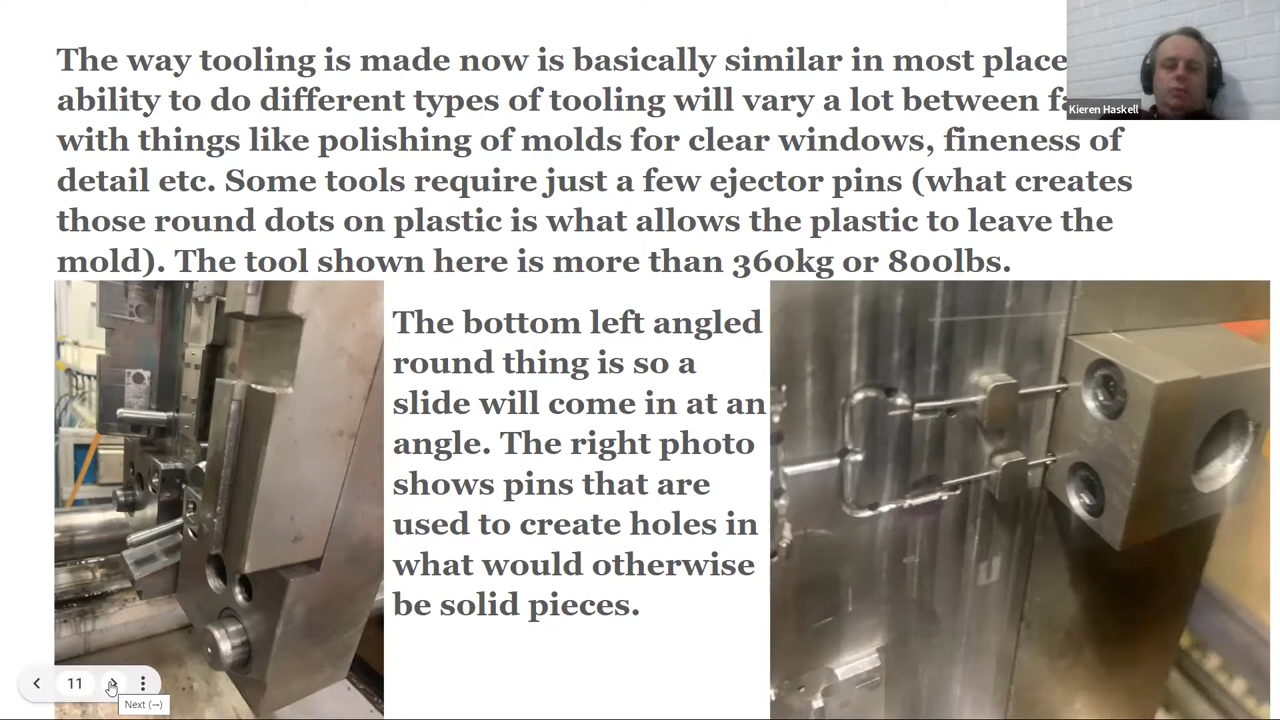 The way tooling is made now is basically similar in most place
ability to do different types of tooling will vary a lot between
with things like polishing of molds for clear windows, fineness of
detail etc. Some tools require just a few ejector pins (what creates
those round dots on plastic is what allows the plastic to leave the
mold). The tool shown here is more than 360kg or 800lbs.
The bottom left angled
round thing is so a
slide will come in at an
angle. The right photo
shows pins that are
used to create holes in
what would otherwise
be solid pieces.
Kieren Haskell
11
Next (→)